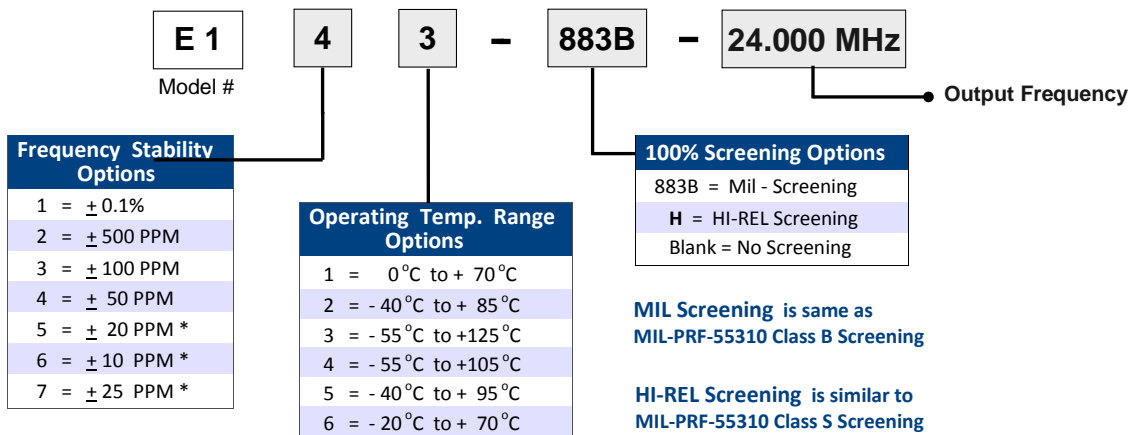 E 1 4 3 – 883B – 24.000 MHz
Model #
Output Frequency
Frequency Stability
Options
1 = ± 0.1%
2 = ± 500 PPM
3 = ± 100 PPM
4 = ± 50 PPM
5 = ± 20 PPM *
6 = ± 10 PPM *
7 = ± 25 PPM *
Operating Temp. Range
Options
1 = 0°C to + 70°C
2 = - 40°C to + 85°C
3 = - 55°C to +125°C
4 = - 55°C to +105°C
5 = - 40°C to + 95°C
6 = - 20°C to + 70°C
100% Screening Options
883B = Mil - Screening
H = HI-REL Screening
Blank = No Screening
MIL Screening is same as
MIL-PRF-55310 Class B Screening
HI-REL Screening is similar to
MIL-PRF-55310 Class S Screening